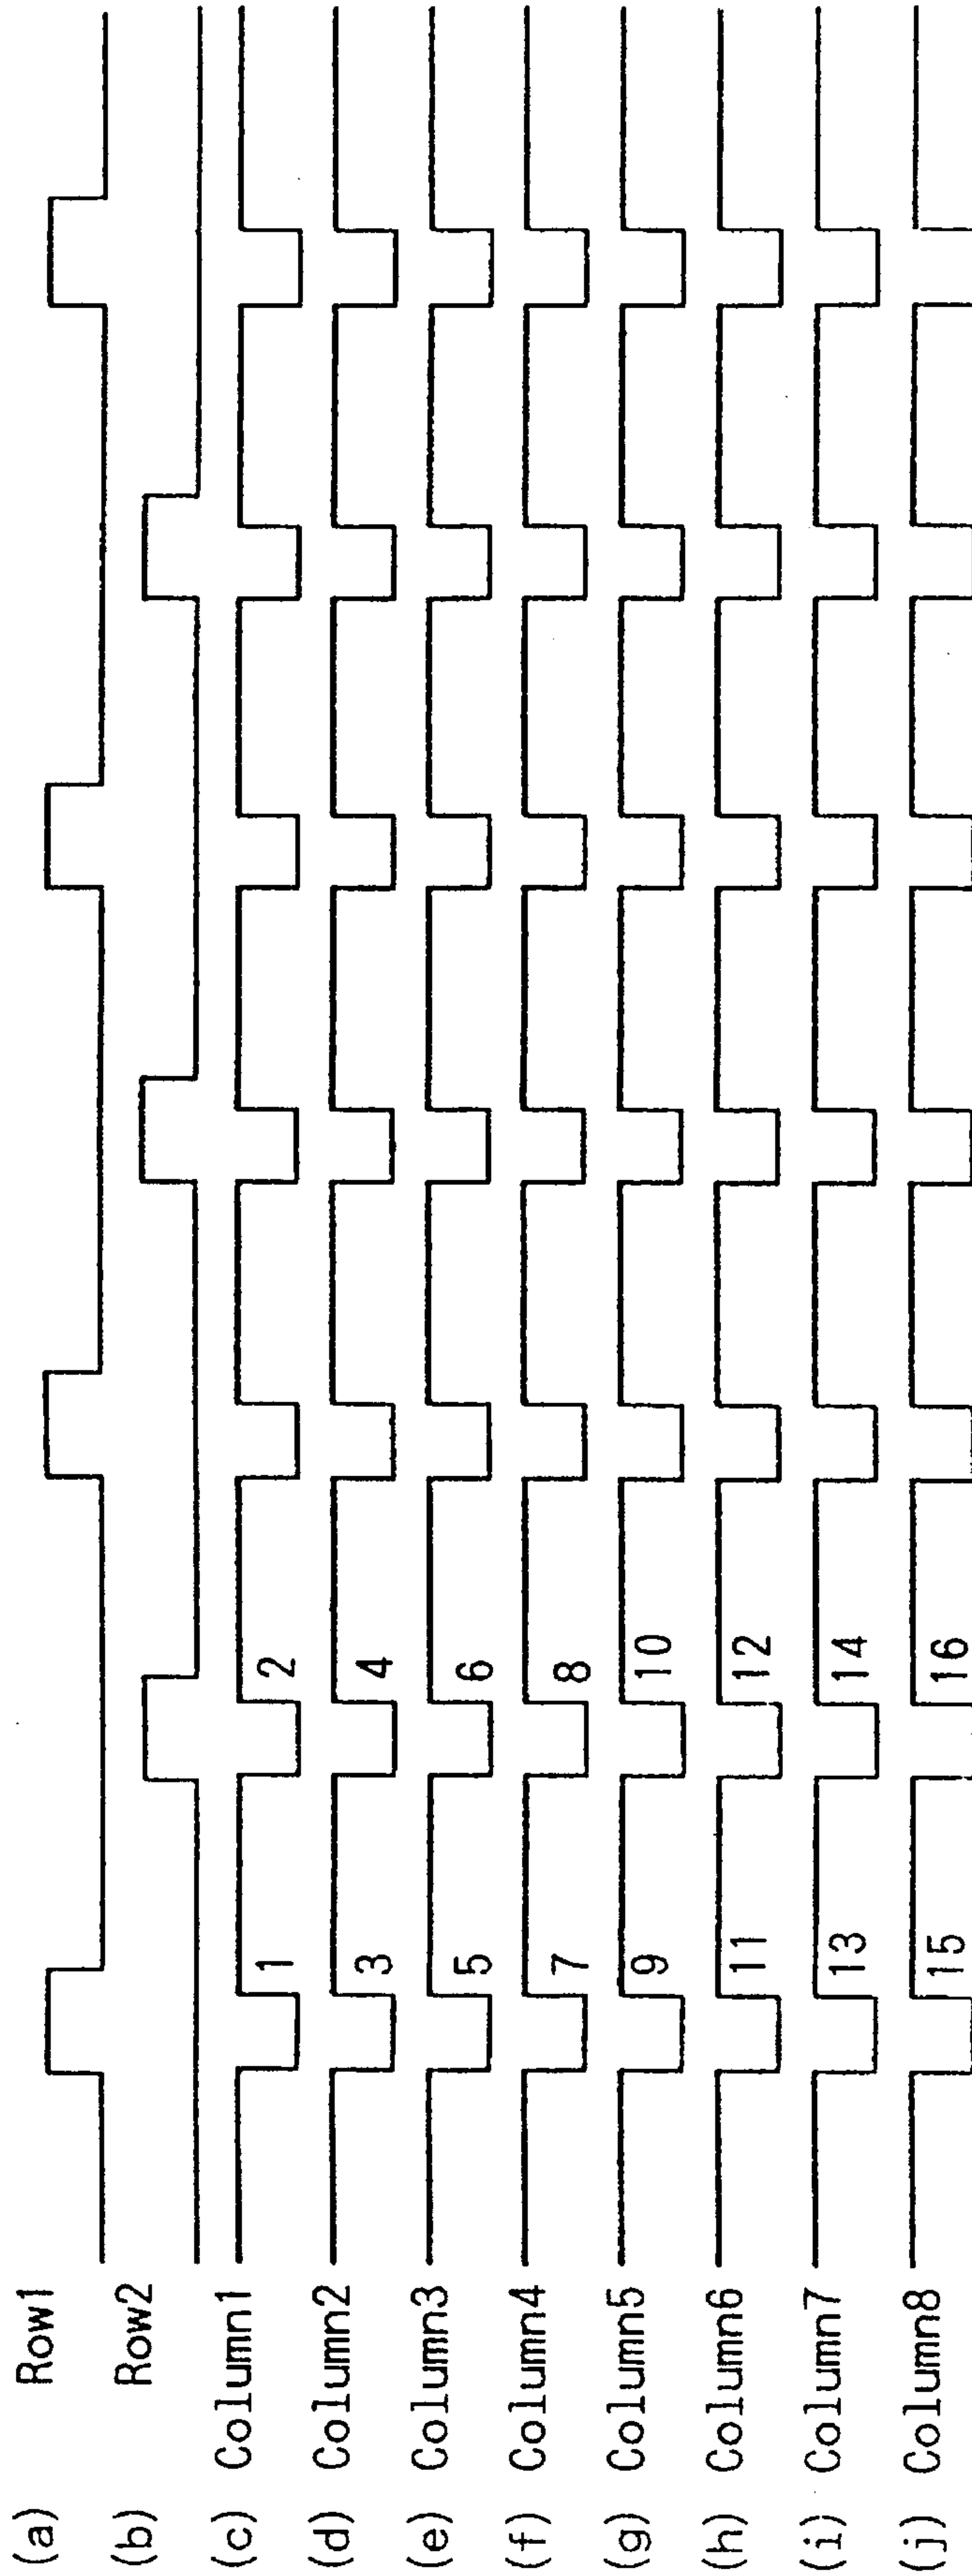 (a) Row1
(b) Row2
(c) Column1 1 2
(d) Column2 3 4
(e) Column3 5 6
(f) Column4 7 8
(g) Column5 9 10
(h) Column6 11 12
(i) Column7 13 14
(j) Column8 15 16